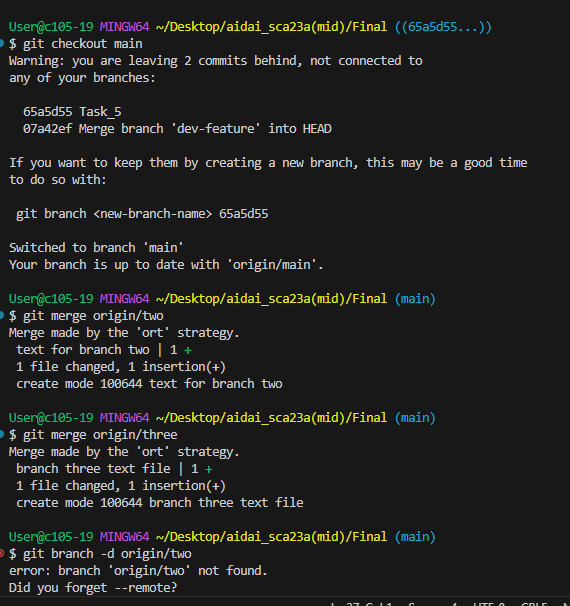 User@c105-19 MINGW64 ~/Desktop/aidai_sca23a(mid)/Final ((65a5d55...))
$ git checkout main
Warning: you are leaving 2 commits behind, not connected to
any of your branches:
  65a5d55 Task_5
  07a42ef Merge branch 'dev-feature' into HEAD
If you want to keep them by creating a new branch, this may be a good time
to do so with:
 git branch <new-branch-name> 65a5d55
Switched to branch 'main'
Your branch is up to date with 'origin/main'.
User@c105-19 MINGW64 ~/Desktop/aidai_sca23a(mid)/Final (main)
$ git merge origin/two
Merge made by the 'ort' strategy.
 text for branch two | 1 +
 1 file changed, 1 insertion(+)
 create mode 100644 text for branch two
User@c105-19 MINGW64 ~/Desktop/aidai_sca23a(mid)/Final (main)
$ git merge origin/three
Merge made by the 'ort' strategy.
 branch three text file | 1 +
 1 file changed, 1 insertion(+)
 create mode 100644 branch three text file
User@c105-19 MINGW64 ~/Desktop/aidai_sca23a(mid)/Final (main)
$ git branch -d origin/two
error: branch 'origin/two' not found.
Did you forget --remote?